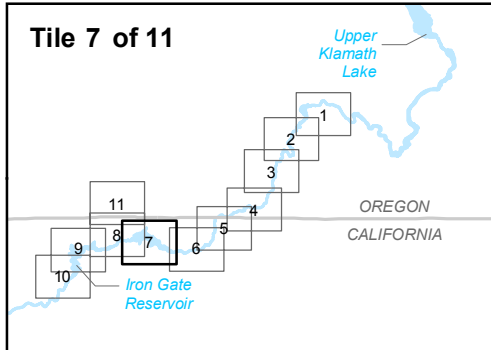 Tile 7 of 11
Upper
Klamath
Lake
1
2
3
4
5
6
7
8
9
10
11
OREGON
CALIFORNIA
Iron Gate
Reservoir